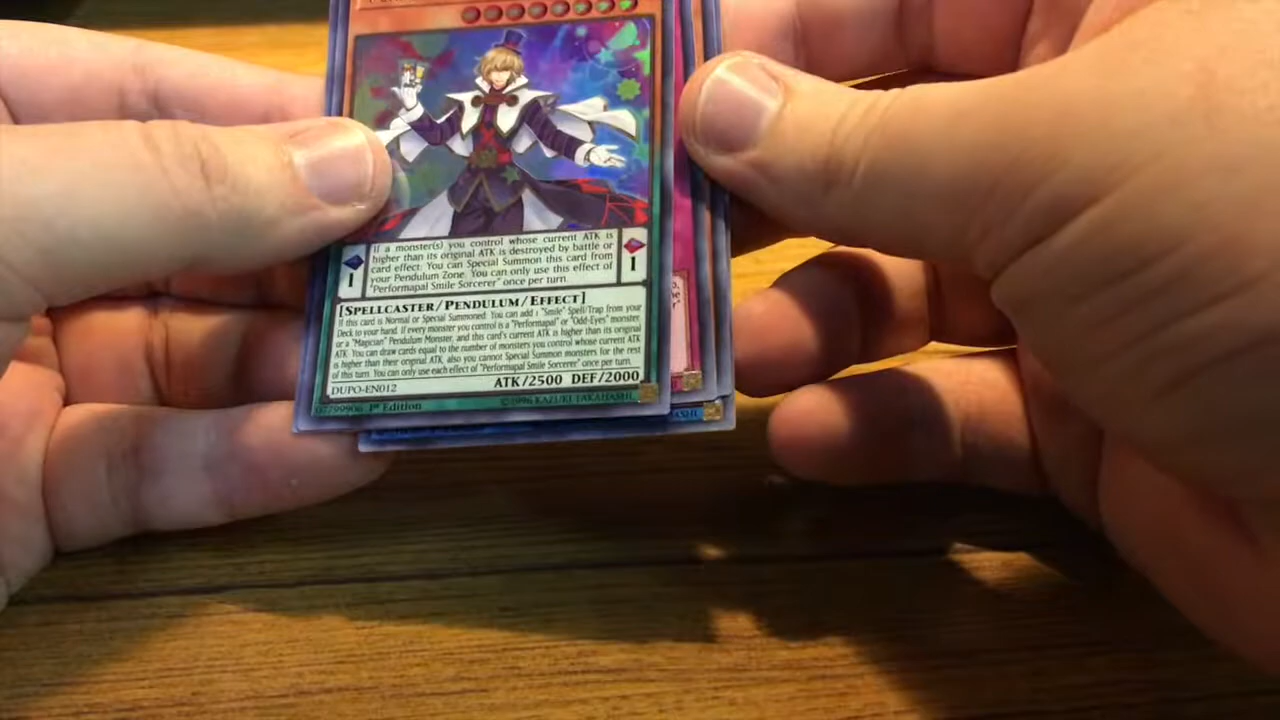 If a monster(s) you control whose current ATK is
higher than its original ATK is destroyed by battle or
card effect: You can Special Summon this card from
your Pendulum Zone. You can only use this effect of
"Performapal Smile Sorcerer" once per turn.
1
1
[SPELLCASTER/PENDULUM/EFFECT]
If this card is Normal or Special Summoned: You can add 1 "Smile" Spell/Trap from your
Deck to your hand. If every monster you control is a "Performapal" or "Odd-Eyes" monster,
or a "Magician" Pendulum Monster, and this card's current ATK is higher than its original
ATK: You can draw cards equal to the number of monsters you control whose current ATK
is higher than their original ATK, also you cannot Special Summon monsters for the rest
of this turn. You can only use each effect of "Performapal Smile Sorcerer" once per turn.
DUPO-EN012
ATK/2500 DEF/2000
07799906 1st Edition
©1996 KAZUKI TAKAHASHI